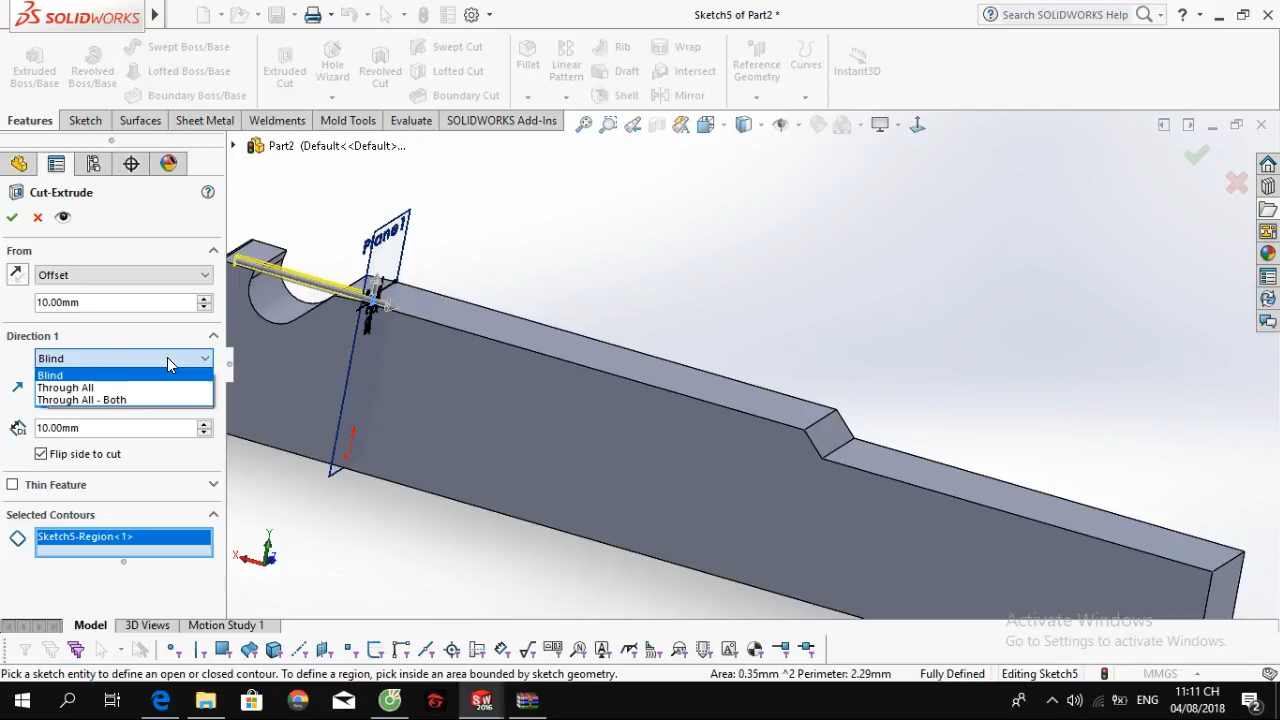 SOLIDWORKS
Sketch5 of Part2 *
Search SOLIDWORKS Help
Extruded Boss/Base
Revolved Boss/Base
Swept Boss/Base
Lofted Boss/Base
Boundary Boss/Base
Extruded Cut
Hole Wizard
Revolved Cut
Swept Cut
Lofted Cut
Boundary Cut
Fillet
Linear Pattern
Rib
Draft
Shell
Wrap
Intersect
Mirror
Reference Geometry
Curves
Instant3D
Features Sketch Surfaces Sheet Metal Weldments Mold Tools Evaluate SOLIDWORKS Add-Ins
Part2 (Default<<Default>...
Cut-Extrude
From
Offset
10.00mm
Direction 1
Blind
Blind
Through All
Through All - Both
10.00mm
Flip side to cut
Thin Feature
Selected Contours
Sketch5-Region<1>
Plane1
Y
X
Z
Activate Windows
Go to Settings to activate Windows.
Model 3D Views Motion Study 1
Pick a sketch entity to define an open or closed contour. To define a region, pick inside an area bounded by sketch geometry.
Area: 0.35mm ^2 Perimeter: 2.29mm
Fully Defined
Editing Sketch5
MMGS
SW
2016
ENG
11:11 CH
04/08/2018
2